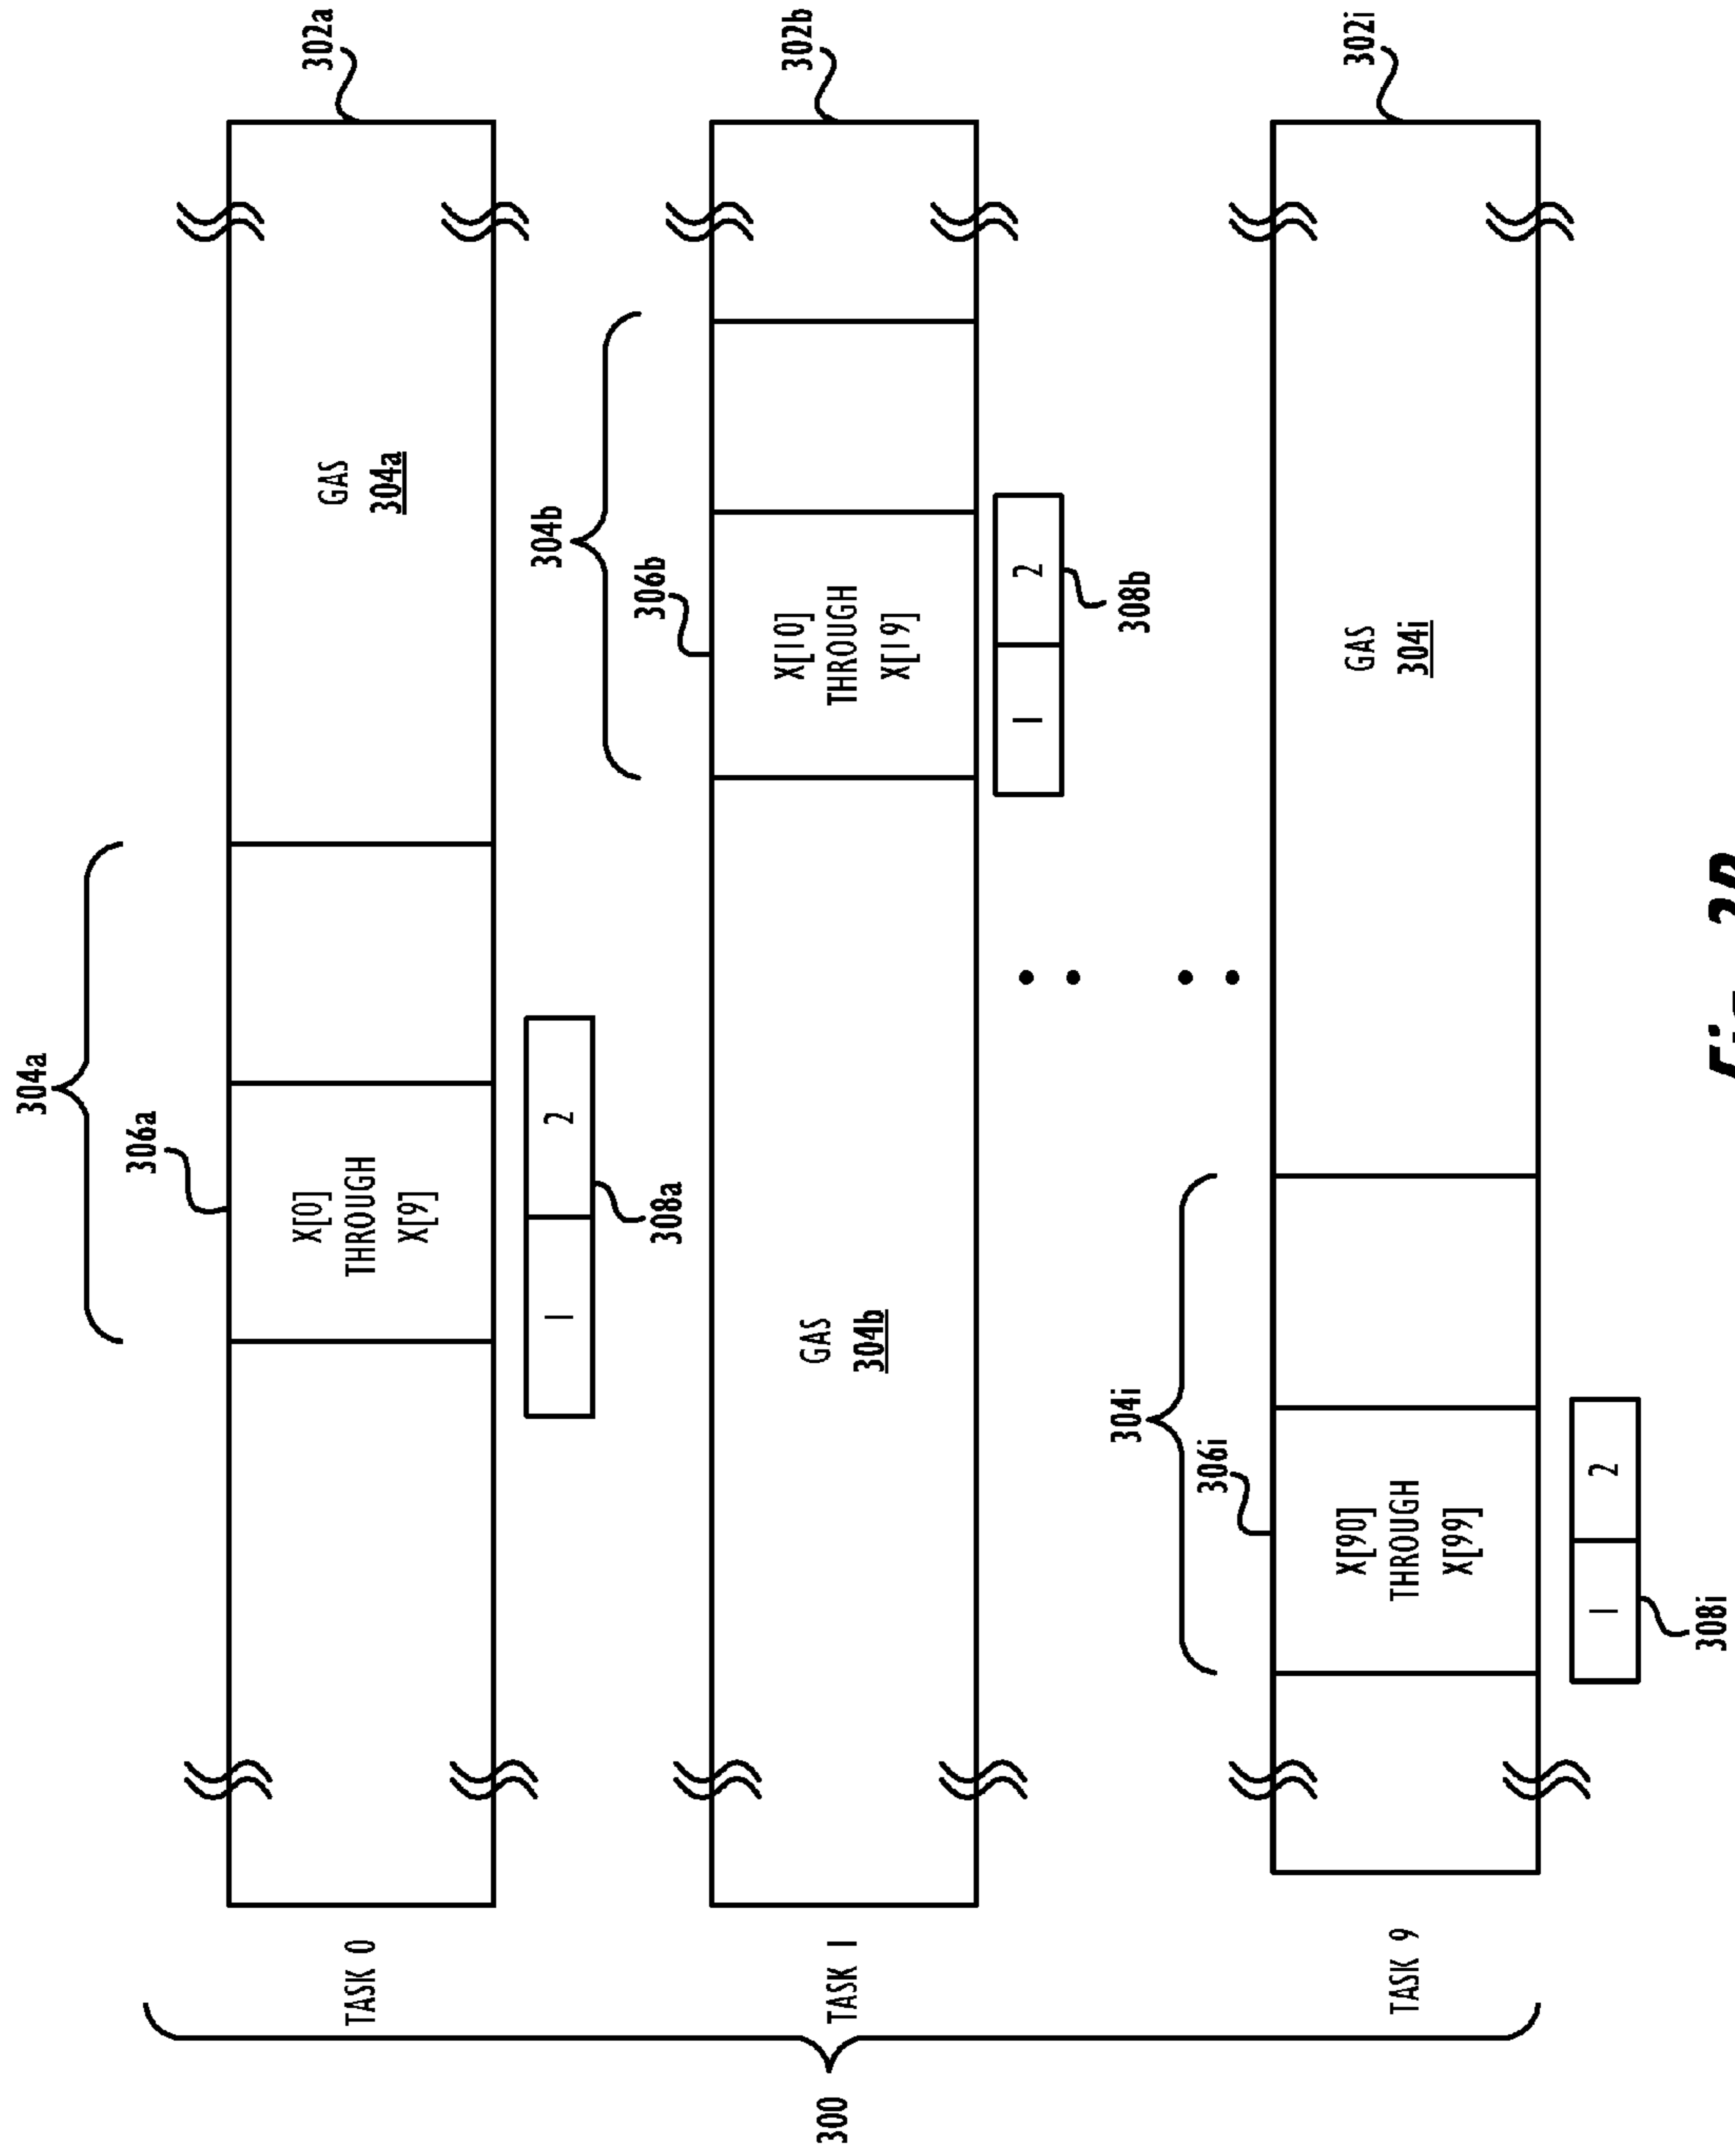 304a
306a
302a
TASK 0
X[0]
THROUGH
X[9]
GAS
304a
1 2
308a
304b
306b
302b
300
TASK 1
GAS
304b
X[10]
THROUGH
X[19]
1 2
308b
304i
306i
302i
TASK 9
X[90]
THROUGH
X[99]
GAS
304i
1 2
308i